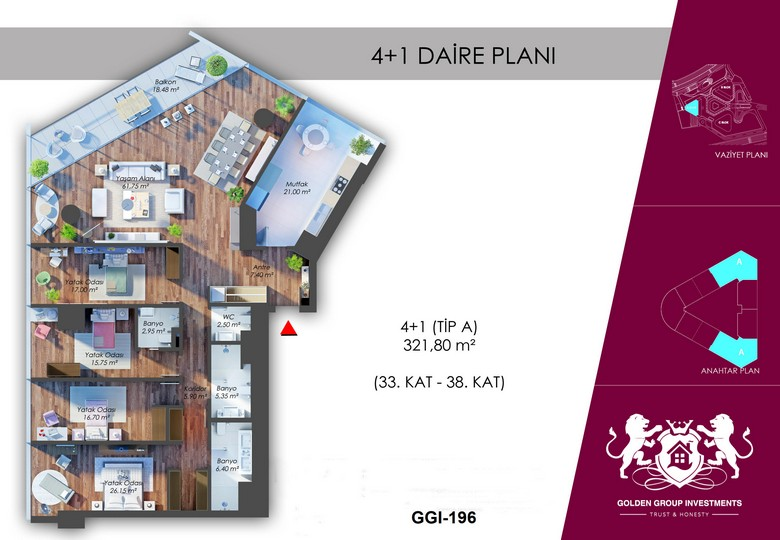 4+1 DAİRE PLANI
Balkon
18.48 m²
Yaşam Alanı
61.75 m²
Mutfak
21.00 m²
Antre
7.40 m²
Yatak Odası
17.00 m²
WC
2.50 m²
Banyo
2.95 m²
Yatak Odası
15.75 m²
Koridor
5.90 m²
Banyo
5.35 m²
Yatak Odası
16.70 m²
Banyo
6.40 m²
Yatak Odası
26.15 m²
4+1 (TİP A)
321,80 m²
(33. KAT - 38. KAT)
GGI-196
VAZİYET PLANI
A
A
ANAHTAR PLAN
GOLDEN GROUP INVESTMENTS
TRUST & HONESTY